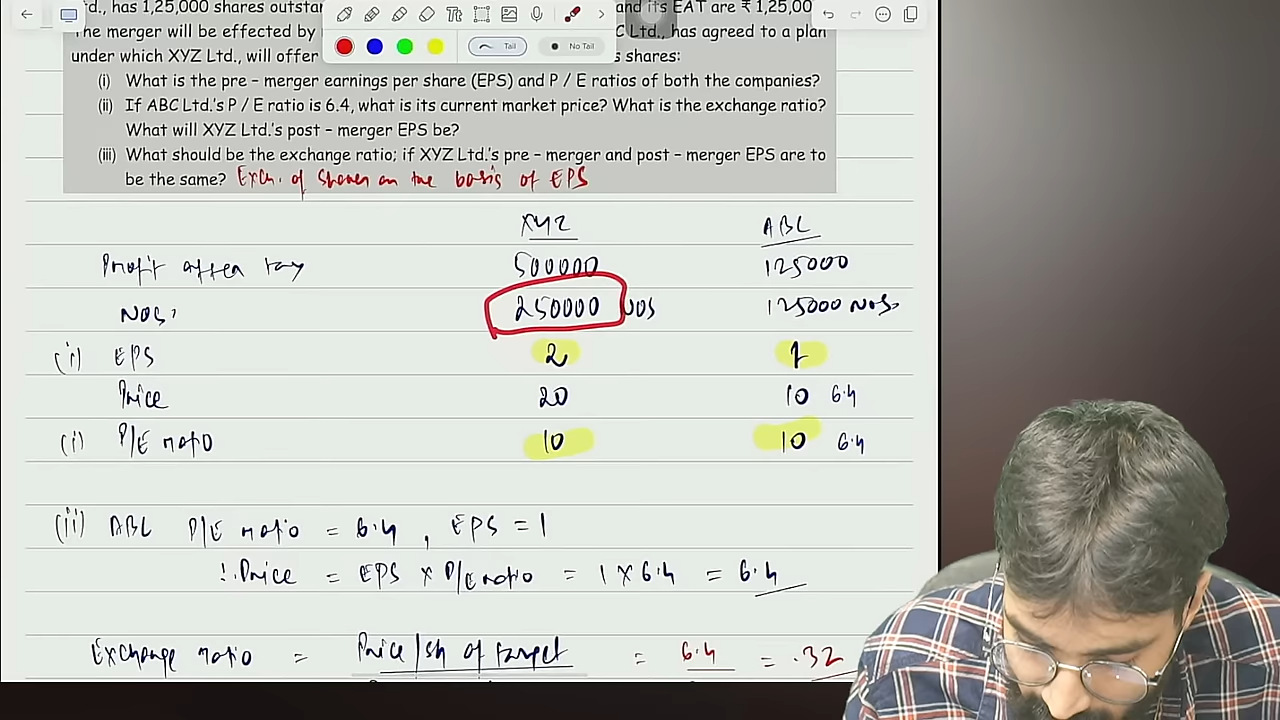 td., has 1,25,000 shares outstan and its EAT are ₹ 1,25,00
The merger will be effected by C Ltd., has agreed to a plan
under which XYZ Ltd., will offer s shares:
Tail No Tail
(i) What is the pre – merger earnings per share (EPS) and P / E ratios of both the companies?
(ii) If ABC Ltd.'s P / E ratio is 6.4, what is its current market price? What is the exchange ratio?
What will XYZ Ltd.'s post – merger EPS be?
(iii) What should be the exchange ratio; if XYZ Ltd.'s pre – merger and post – merger EPS are to
be the same? Exch. of shares on the basis of EPS
XYZ ABC
Profit after tax 500000 125000
NOS. 250000 NOS 125000 NOS.
(i) EPS 2 1
Price 20 10 6.4
(i) P/E ratio 10 10 6.4
(ii) ABC P/E ratio = 6.4, EPS = 1
∴ Price = EPS x P/E ratio = 1 x 6.4 = 6.4
Exchange ratio = Price/sh of target = 6.4 = .32